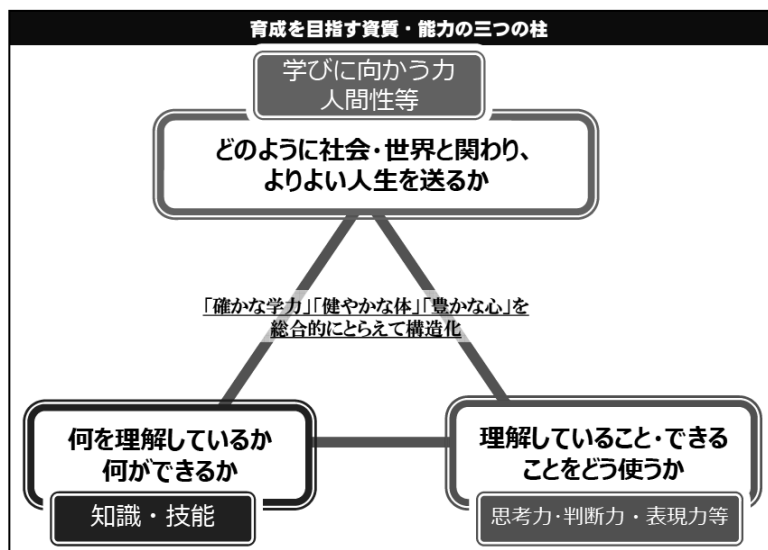 育成を目指す資質・能力の三つの柱
学びに向かう力
人間性等
どのように社会・世界と関わり、
よりよい人生を送るか
「確かな学力」「健やかな体」「豊かな心」を
総合的にとらえて構造化
何を理解しているか
何ができるか
知識・技能
理解していること・できる
ことをどう使うか
思考力・判断力・表現力等